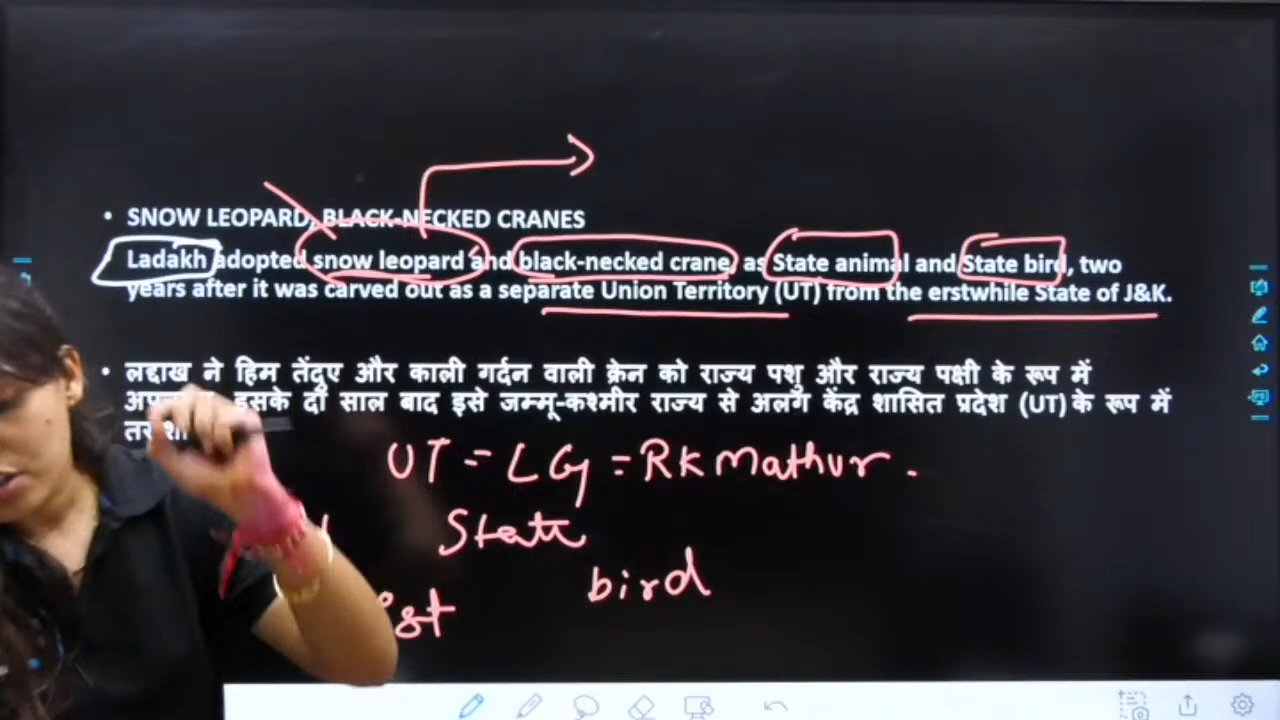 • SNOW LEOPARD, BLACK-NECKED CRANES
Ladakh adopted snow leopard and black-necked crane, as State animal and State bird, two
years after it was carved out as a separate Union Territory (UT) from the erstwhile State of J&K.
• लद्दाख ने हिम तेंदुए और काली गर्दन वाली क्रेन को राज्य पशु और राज्य पक्षी के रूप में
इसके दो साल बाद इसे जम्मू-कश्मीर राज्य से अलग केंद्र शासित प्रदेश (UT) के रूप में
UT = LG = RK Mathur.
State
bird